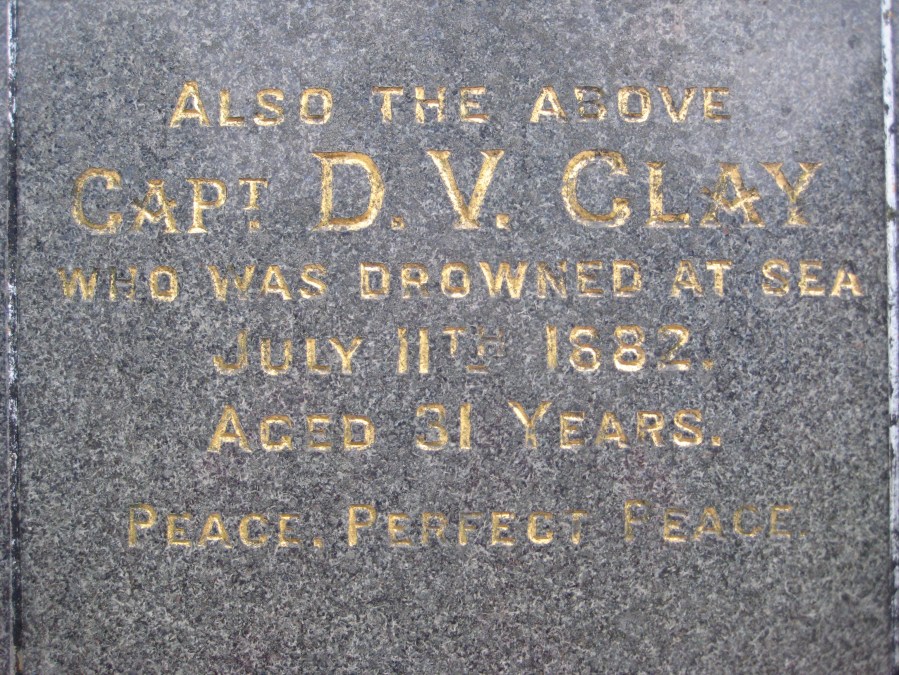 ALSO THE ABOVE
CAPT. D. V. CLAY
WHO WAS DROWNED AT SEA
JULY 11TH 1882.
AGED 31 YEARS.
PEACE, PERFECT PEACE.